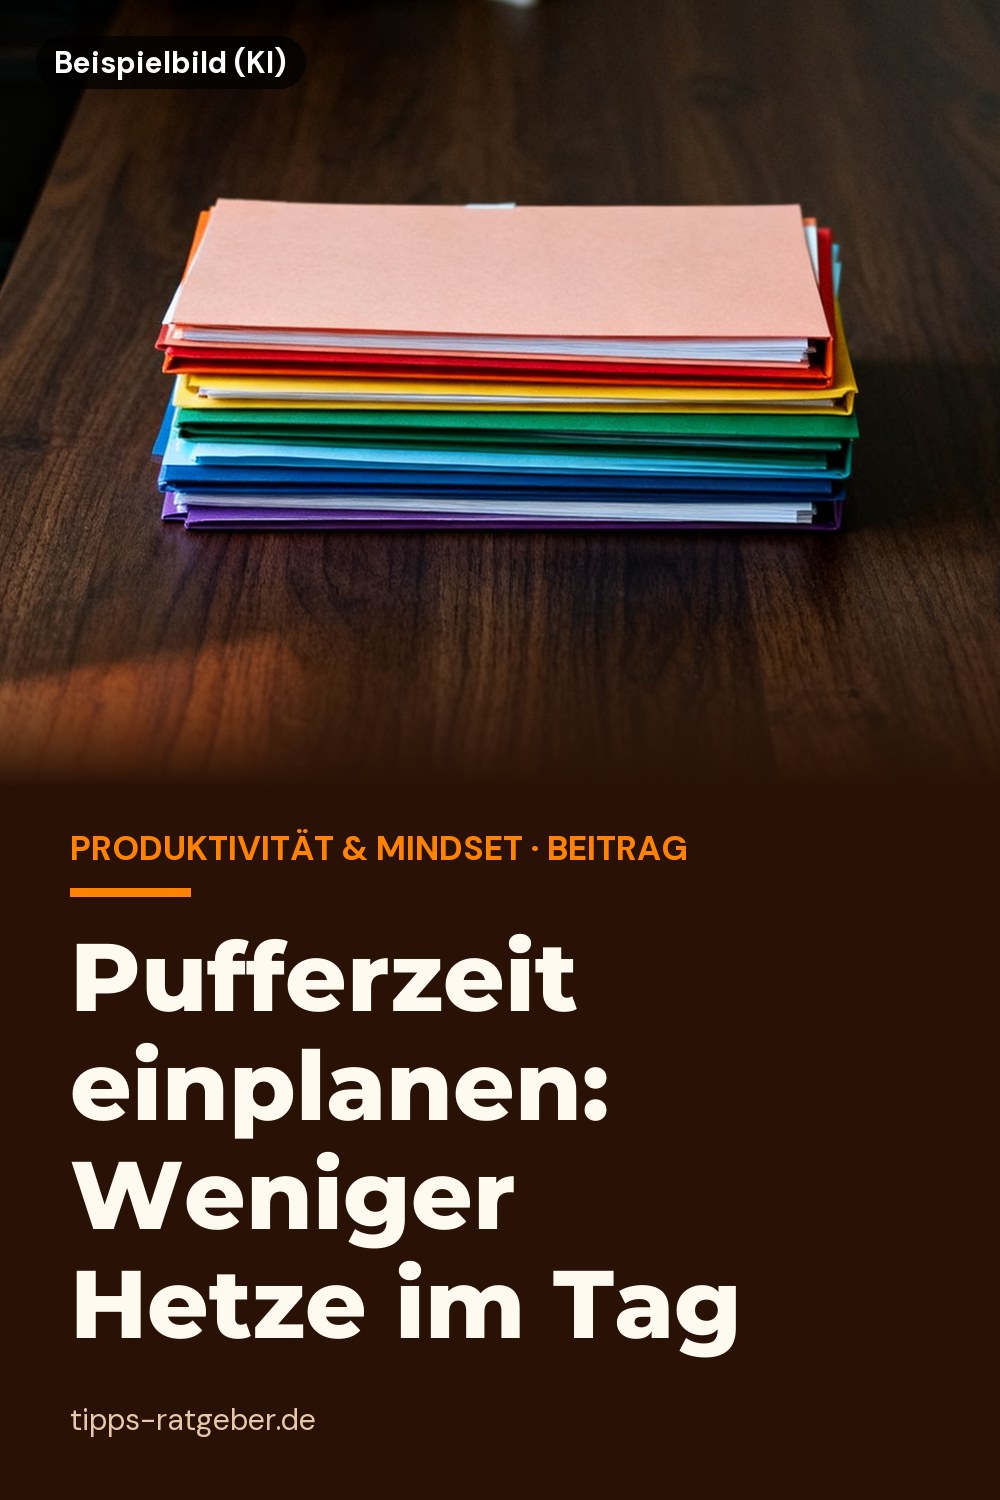 Beispielbild (KI)
PRODUKTIVITÄT & MINDSET · BEITRAG
Pufferzeit
einplanen:
Weniger
Hetze im Tag
tipps-ratgeber.de